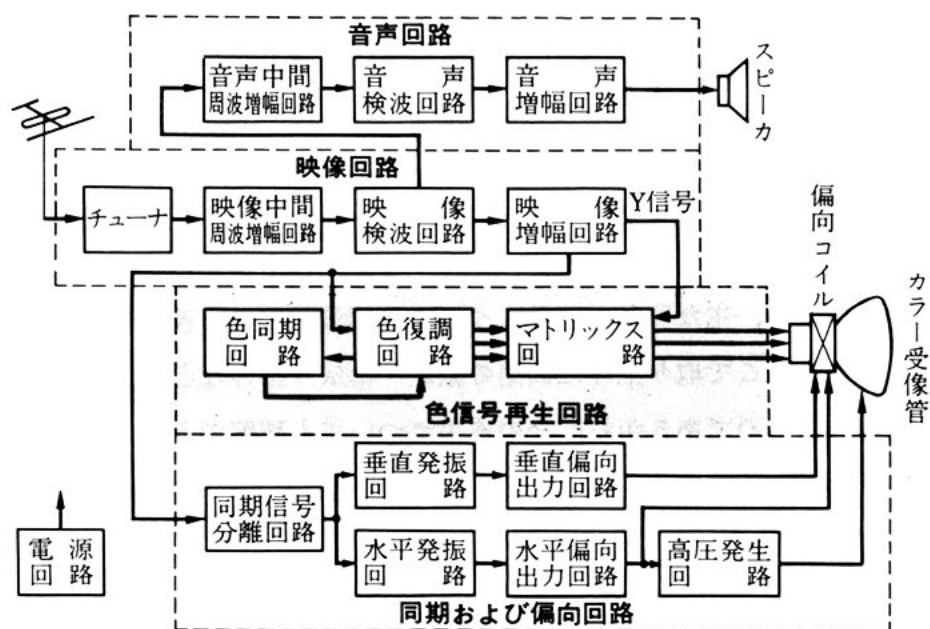 音声回路
音声中間
周波増幅回路
音声
検波回路
音声
増幅回路
スピーカ
映像回路
チューナ
映像中間
周波増幅回路
映像
検波回路
映像
増幅回路
Y信号
偏向コイル
カラー受像管
色同期
回路
色復調
回路
マトリックス
回路
色信号再生回路
同期信号
分離回路
垂直発振
回路
垂直偏向
出力回路
水平発振
回路
水平偏向
出力回路
高圧発生
回路
電源
回路
同期および偏向回路